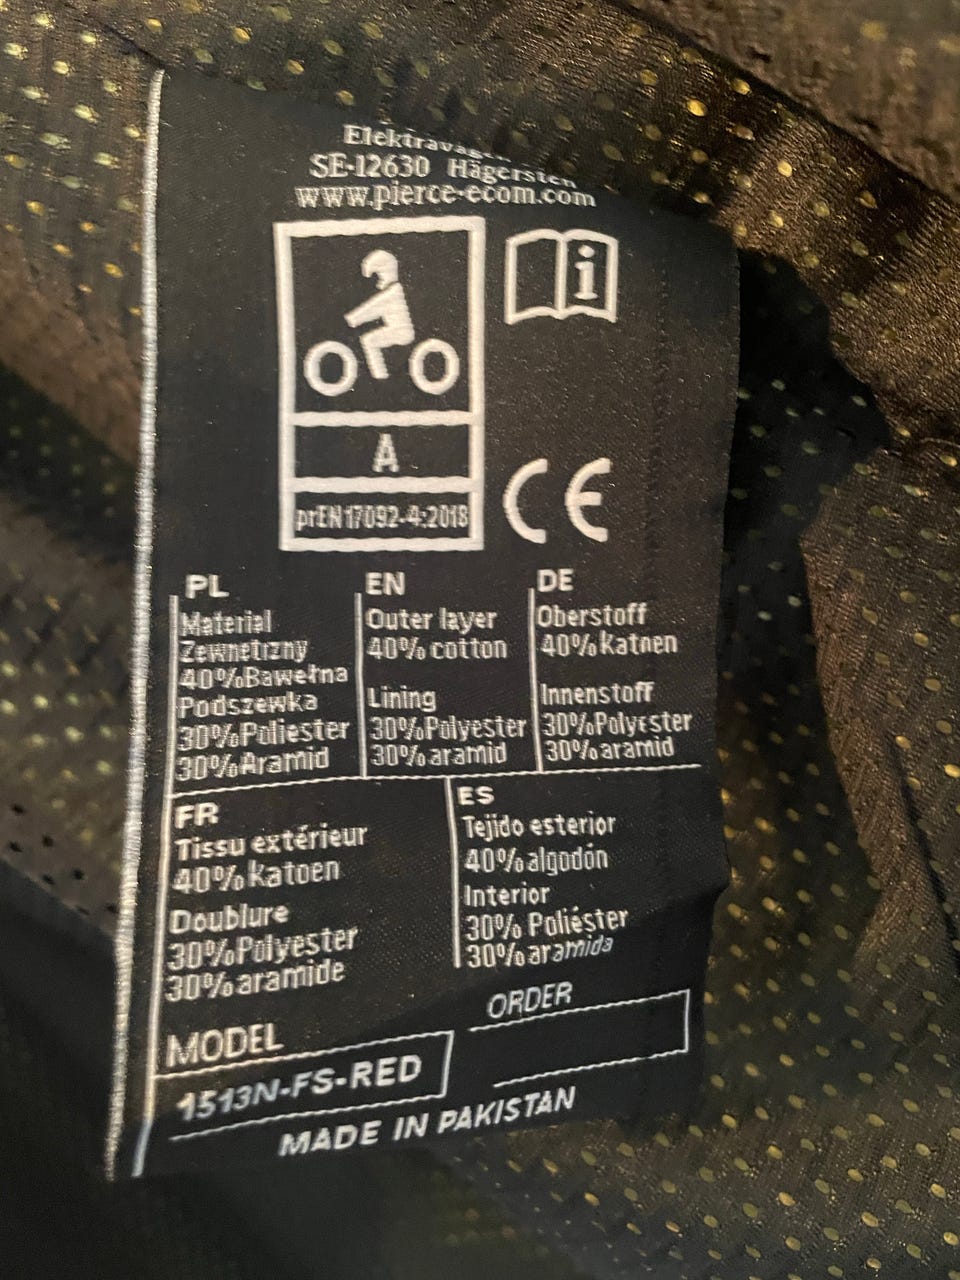 SE-12630 Hägersten
www.pierce-ecom.com
i
A
prEN17092-4:2018
CE
PL
Material
Zewnetizny
40%Bawełna
Podszewka
30%Poliester
30%Aramid
EN
Outer layer
40%cotton
Lining
30%Polyester
30%aramid
DE
Oberstoff
40%Katnen
Innenstoff
30%Polyester
30%aramid
FR
Tissu extérieur
40%katoen
Doublure
30%Polyester
30%aramide
ES
Tejido esterior
40%algodón
Interior
30% Poliéster
30%aramida
MODEL
1513N-FS-RED
ORDER
MADE IN PAKISTAN